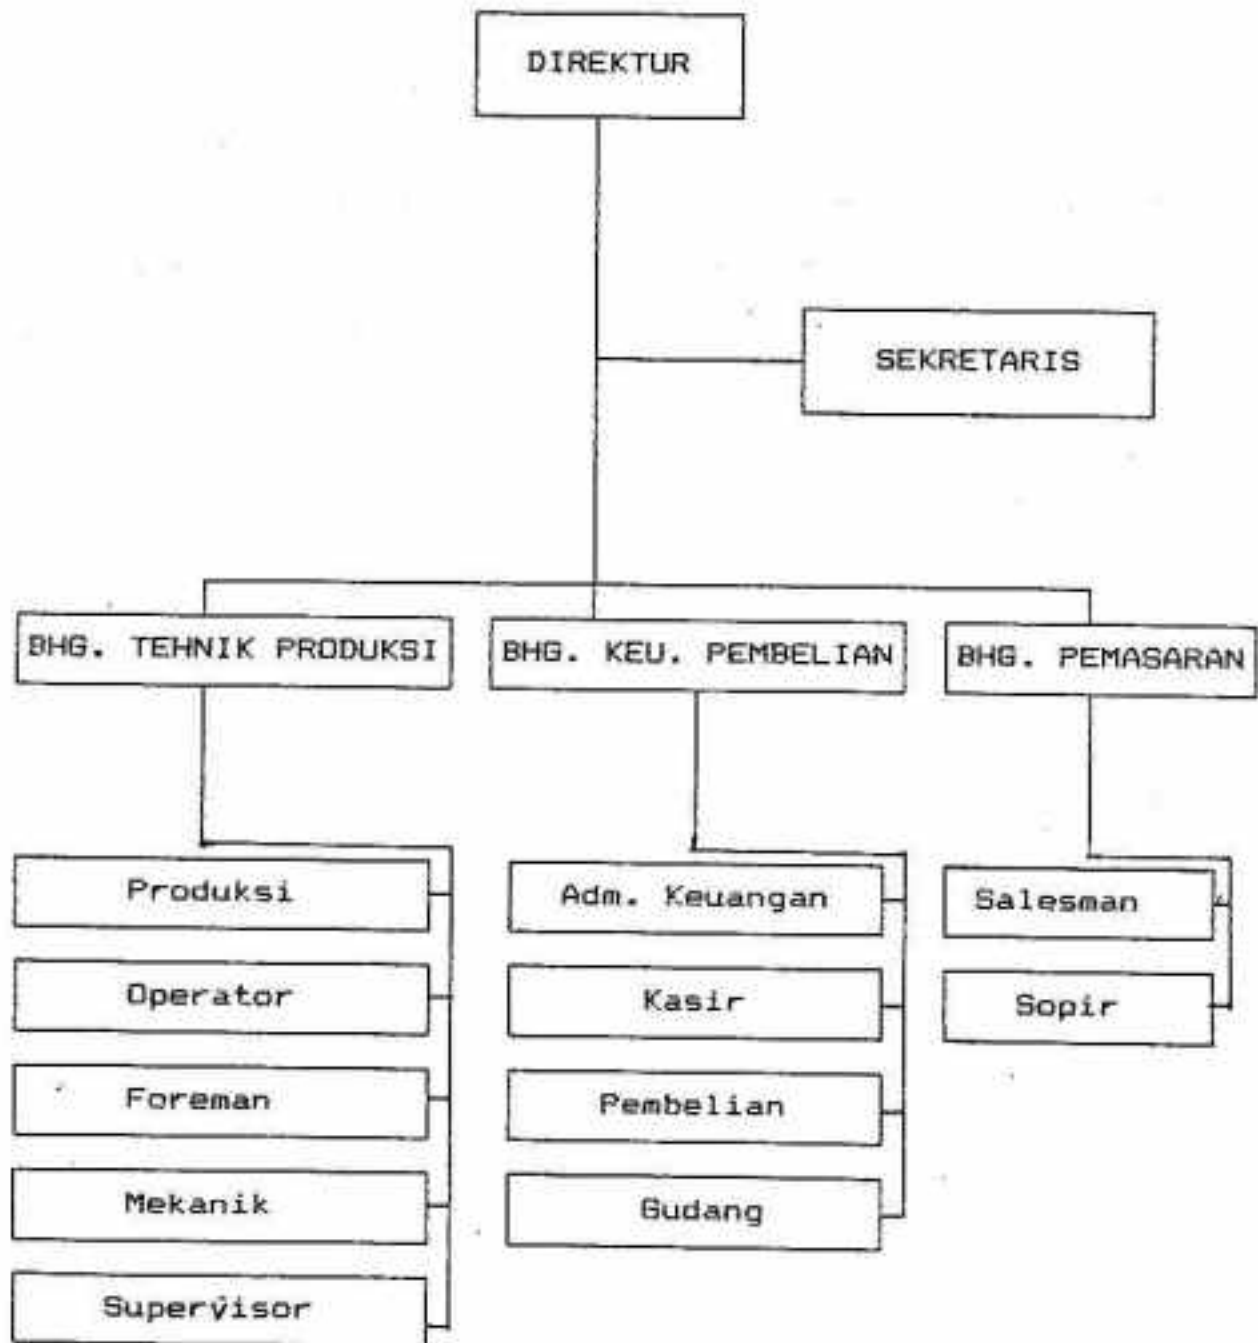 DIREKTUR
SEKRETARIS
BHG. TEHNIK PRODUKSI
BHG. KEU. PEMBELIAN
BHG. PEMASARAN
Produksi
Operator
Foreman
Mekanik
Supervisor
Adm. Keuangan
Kasir
Pembelian
Gudang
Salesman
Sopir